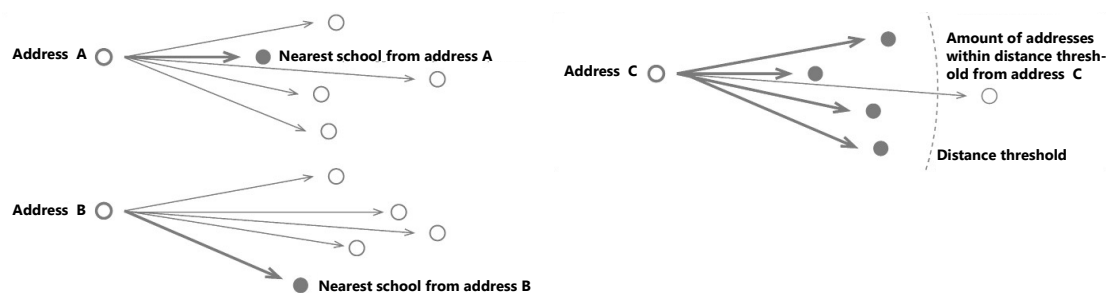 Address A
Nearest school from address A
Address B
Nearest school from address B
Address C
Amount of addresses
within distance thresh-
old from address C
Distance threshold